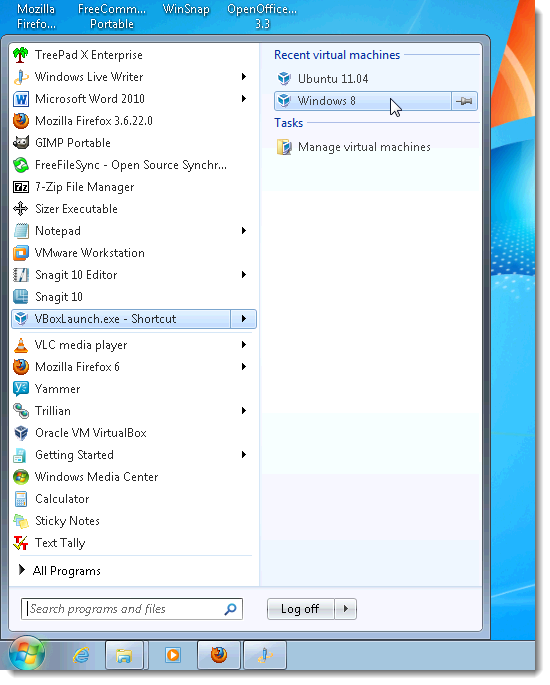 Mozilla FreeComm... WinSnap OpenOffice...
Firefo... Portable 3.3
TreePad X Enterprise
Windows Live Writer
Microsoft Word 2010
Mozilla Firefox 3.6.22.0
GIMP Portable
FreeFileSync - Open Source Synchr...
7-Zip File Manager
Sizer Executable
Notepad
VMware Workstation
Snagit 10 Editor
Snagit 10
VBoxLaunch.exe - Shortcut
VLC media player
Mozilla Firefox 6
Yammer
Trillian
Oracle VM VirtualBox
Getting Started
Windows Media Center
Calculator
Sticky Notes
Text Tally
All Programs
Search programs and files
Recent virtual machines
Ubuntu 11.04
Windows 8
Tasks
Manage virtual machines
Log off